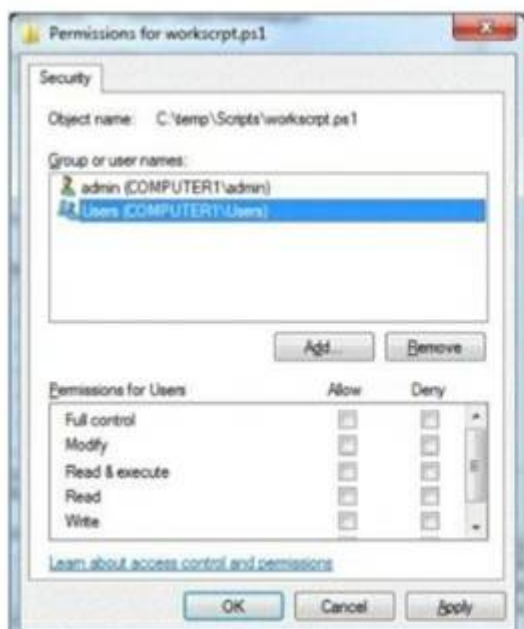 Permissions for workscrpt.ps1
Security
Object name: C:\temp\Scripts\workscrpt.ps1
Group or user names:
admin (COMPUTER1\admin)
Users (COMPUTER1\Users)
Add... Remove
Permissions for Users Allow Deny
Full control
Modify
Read & execute
Read
Write
Learn about access control and permissions
OK Cancel Apply